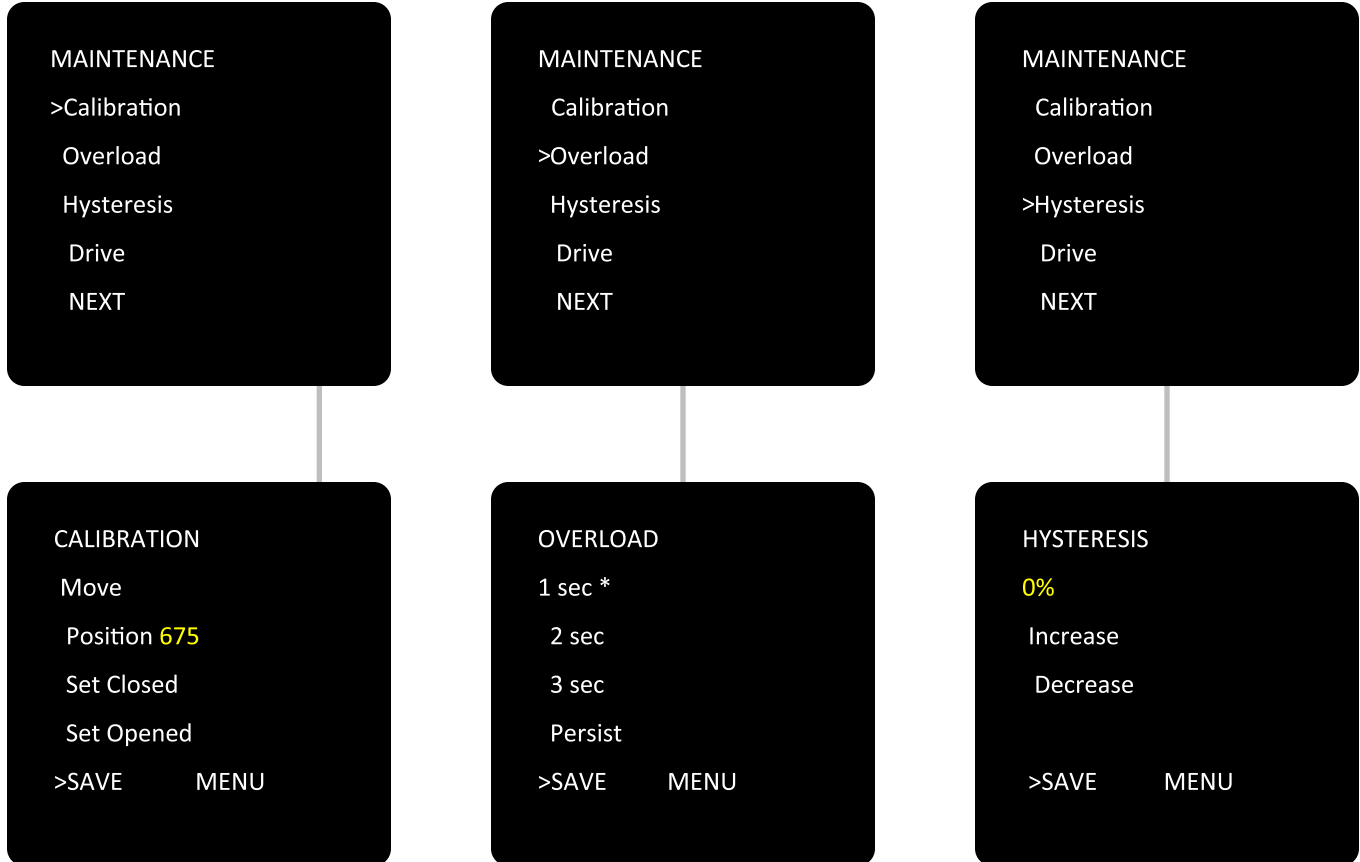 MAINTENANCE
>Calibration
Overload
Hysteresis
Drive
NEXT
MAINTENANCE
Calibration
>Overload
Hysteresis
Drive
NEXT
MAINTENANCE
Calibration
Overload
>Hysteresis
Drive
NEXT
CALIBRATION
Move
Position 675
Set Closed
Set Opened
>SAVE MENU
OVERLOAD
1 sec *
2 sec
3 sec
Persist
>SAVE MENU
HYSTERESIS
0%
Increase
Decrease
>SAVE MENU